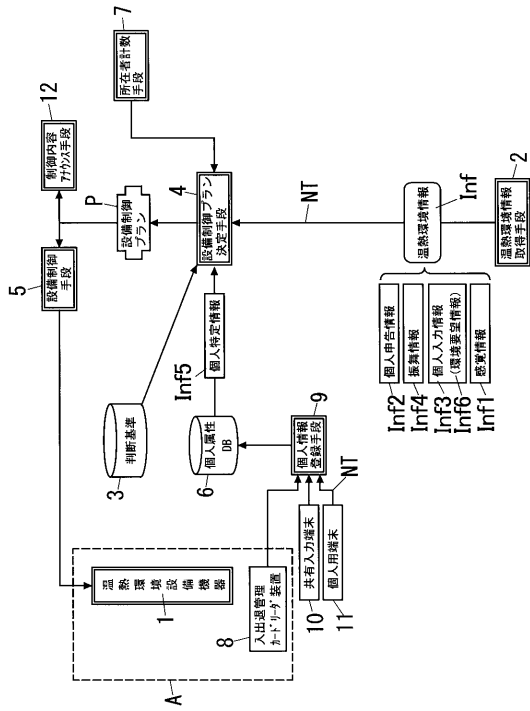 7
所在者計数
手段
12
制御内容
アナウンス手段
5
設備制御
手段
P
設備制御
プラン
4
設備制御プラン
決定手段
NT
判断基準
3
個人特定情報
Inf5
個人属性
DB
6
個人情報
登録手段
9
温熱環境設備機器
1
入出退管理
カードリーダ装置
8
A
共有入力端末
10
個人用端末
11
NT
温熱環境情報
Inf
温熱環境情報
取得手段
2
個人申告情報
Inf2
振舞情報
Inf4
個人入力情報
(環境要望情報)
Inf3
Inf6
感覚情報
Inf1